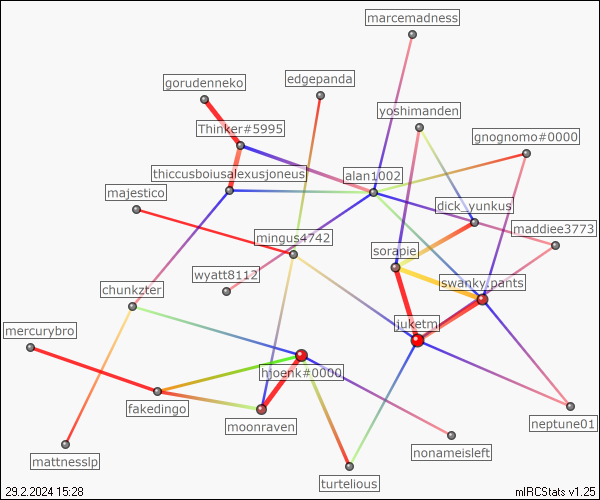 marcemadness
gorudenneko
edgepanda
yoshimanden
Thinker#5995
gnognomo#0000
thiccusboiusalexusjoneus
alan1002
majestico
dick_yunkus
maddiee3773
mingus4742
sorapie
wyatt8112
swanky.pants
chunkzter
mercurybro
juketm
hjoenk#0000
fakedingo
moonraven
neptune01
nonameisleft
mattnesslp
turtelious
29.2.2024 15:28
mIRCStats v1.25